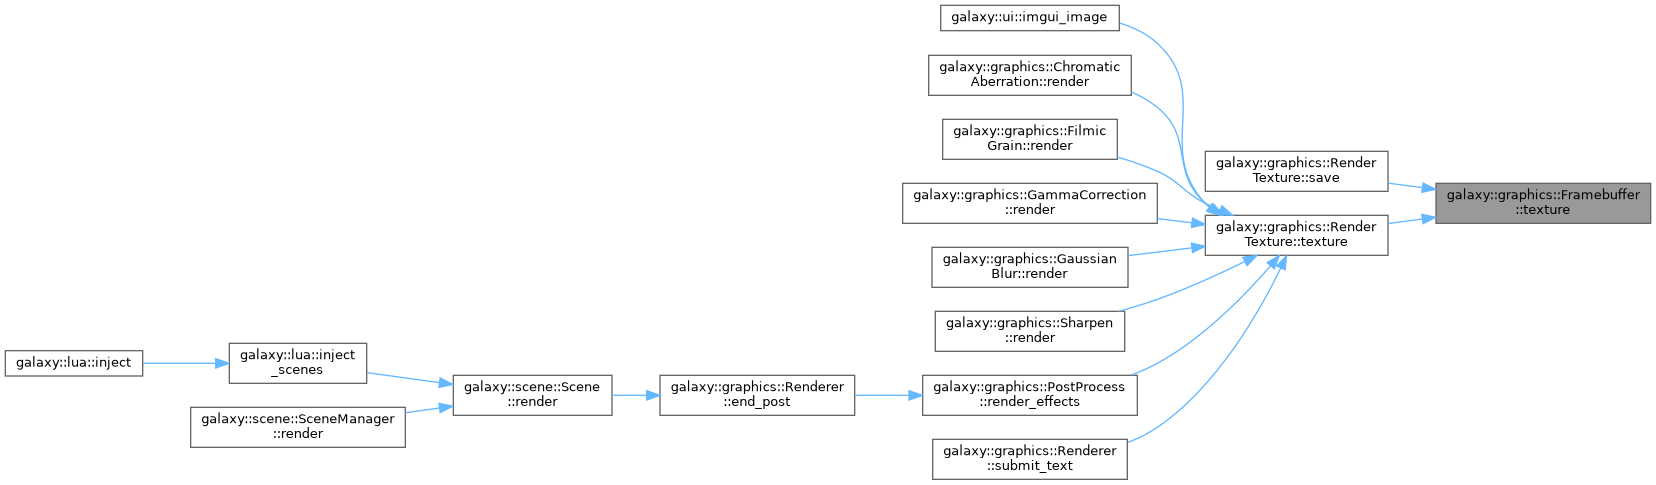 galaxy::ui::imgui_image
galaxy::graphics::Chromatic
Aberration::render
galaxy::graphics::Filmic
Grain::render
galaxy::graphics::Render
Texture::save
galaxy::graphics::Framebuffer
::texture
galaxy::graphics::GammaCorrection
::render
galaxy::graphics::Render
Texture::texture
galaxy::graphics::Gaussian
Blur::render
galaxy::graphics::Sharpen
::render
galaxy::lua::inject
galaxy::lua::inject
_scenes
galaxy::scene::Scene
::render
galaxy::graphics::Renderer
::end_post
galaxy::graphics::PostProcess
::render_effects
galaxy::scene::SceneManager
::render
galaxy::graphics::Renderer
::submit_text